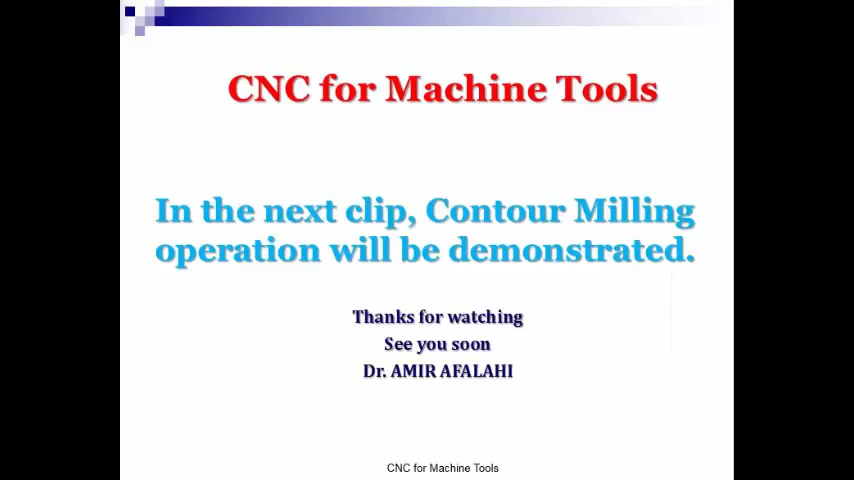 CNC for Machine Tools
In the next clip, Contour Milling
operation will be demonstrated.
Thanks for watching
See you soon
Dr. AMIR AFALAHI
CNC for Machine Tools